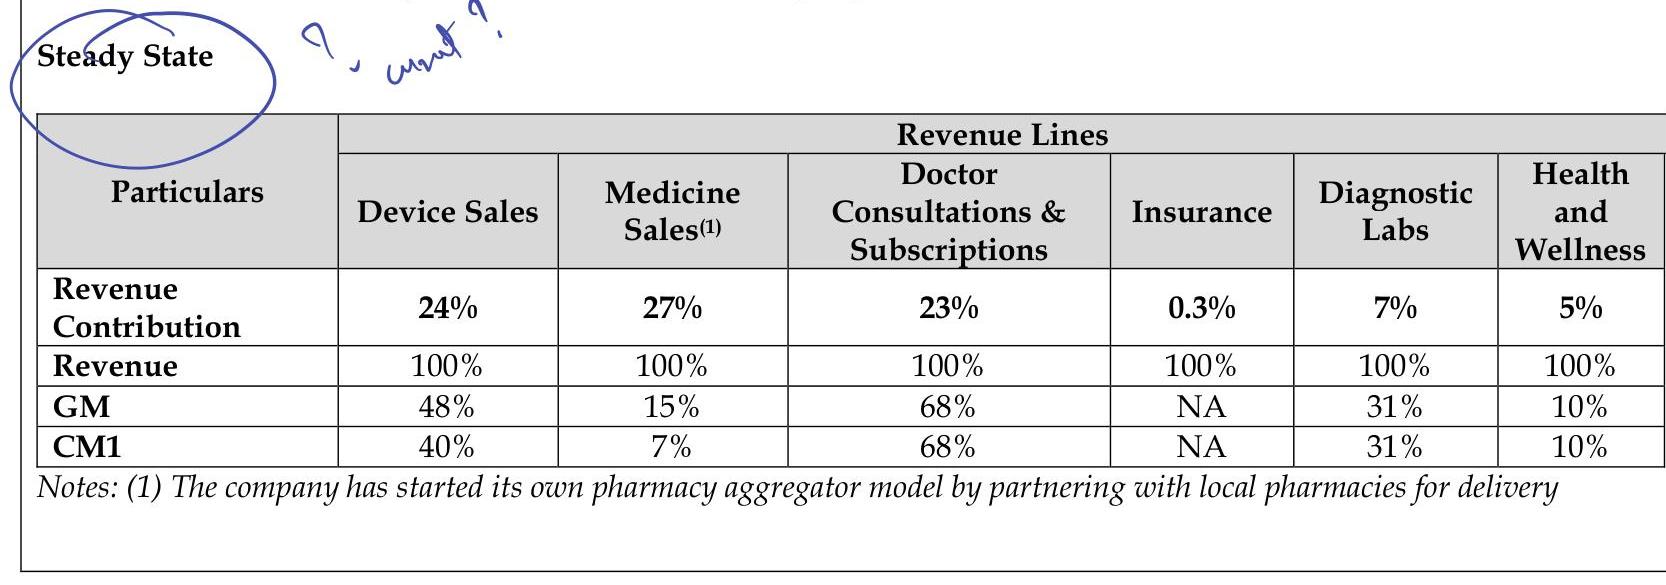 Steady State
? current?
Revenue Lines
Particulars
Device Sales
Medicine
Sales(1)
Doctor
Consultations &
Subscriptions
Insurance
Diagnostic
Labs
Health
and
Wellness
Revenue
Contribution
24% 27% 23% 0.3% 7% 5%
Revenue 100% 100% 100% 100% 100% 100%
GM 48% 15% 68% NA 31% 10%
CM1 40% 7% 68% NA 31% 10%
Notes: (1) The company has started its own pharmacy aggregator model by partnering with local pharmacies for delivery